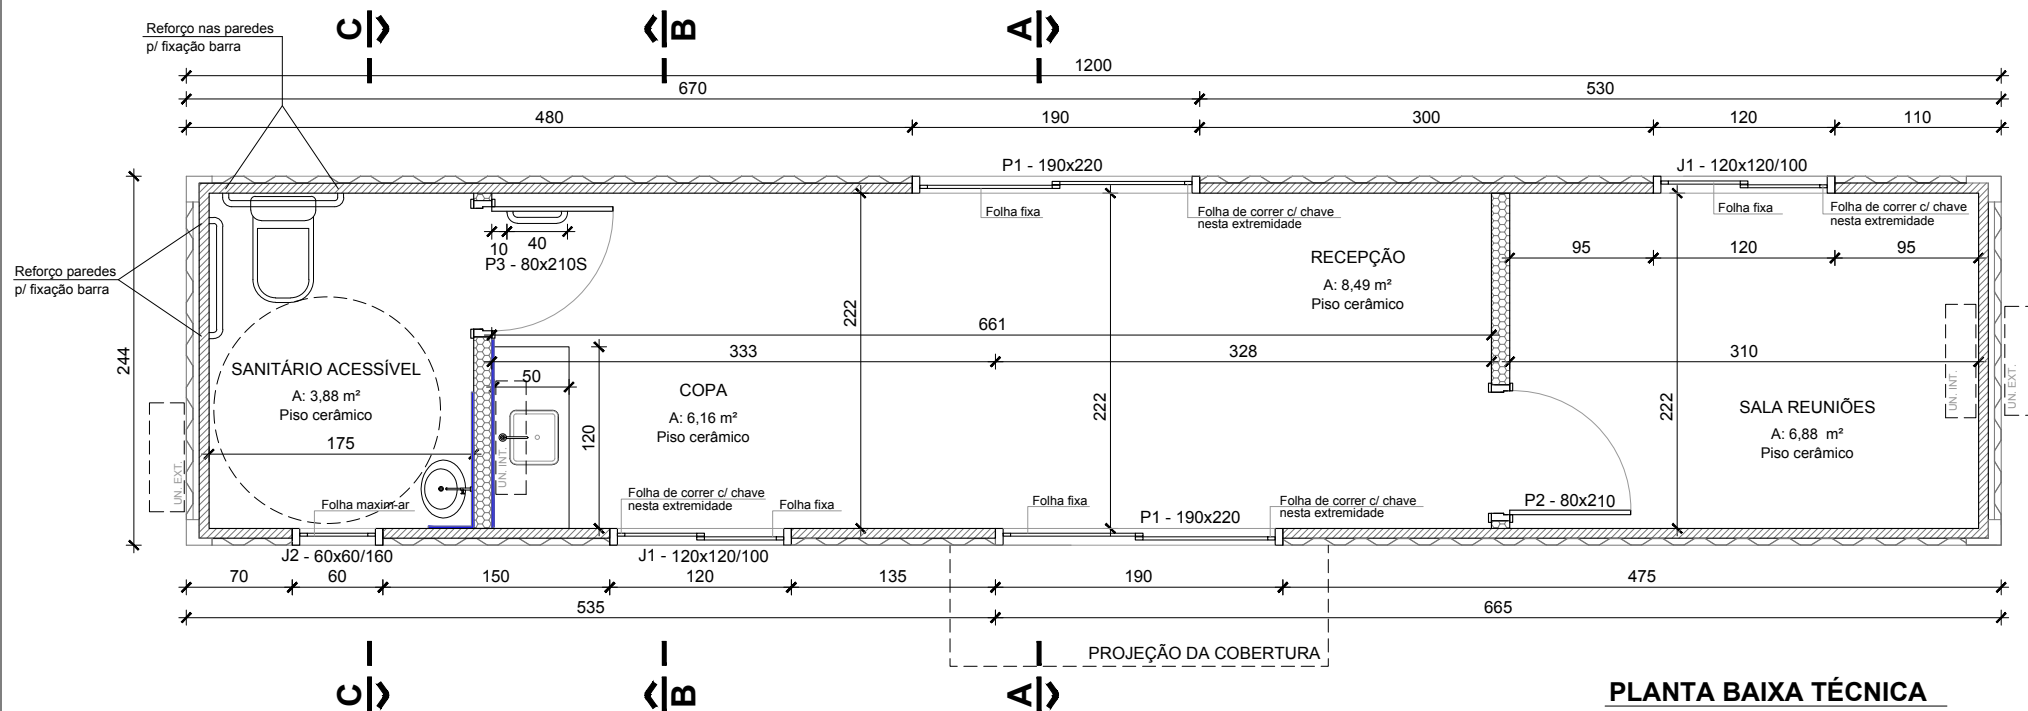 C
B
A
Reforço nas paredes
p/ fixação barra
1200
670
530
480
190
300
120
110
P1 - 190x220
J1 - 120x120/100
Folha fixa
Folha de correr c/ chave
nesta extremidade
Folha fixa
Folha de correr c/ chave
nesta extremidade
10
40
P3 - 80x210S
RECEPÇÃO
A: 8,49 m²
Piso cerâmico
95
120
95
Reforço paredes
p/ fixação barra
222
661
333
328
310
244
SANITÁRIO ACESSÍVEL
A: 3,88 m²
Piso cerâmico
50
COPA
A: 6,16 m²
Piso cerâmico
120
222
222
SALA REUNIÕES
A: 6,88 m²
Piso cerâmico
UN. INT.
UN. EXT.
175
UN. EXT.
UN. INT.
Folha maxim-ar
Folha de correr c/ chave
nesta extremidade
Folha fixa
Folha fixa
P1 - 190x220
Folha de correr c/ chave
nesta extremidade
P2 - 80x210
J2 - 60x60/160
J1 - 120x120/100
70
60
150
120
135
190
475
535
665
PROJEÇÃO DA COBERTURA
C
B
A
PLANTA BAIXA TÉCNICA